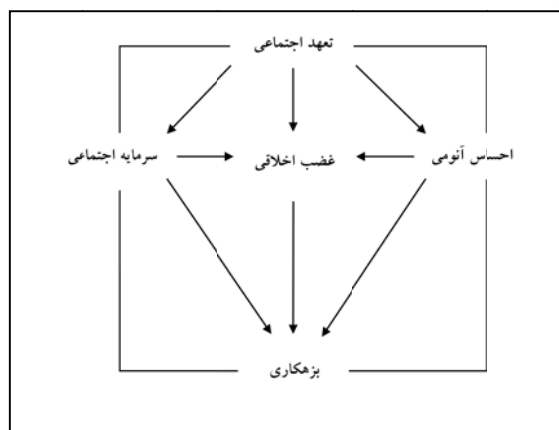 تعهد اجتماعی
احساس آنومی
غضب اخلاقی
سرمایه اجتماعی
بزهکاری